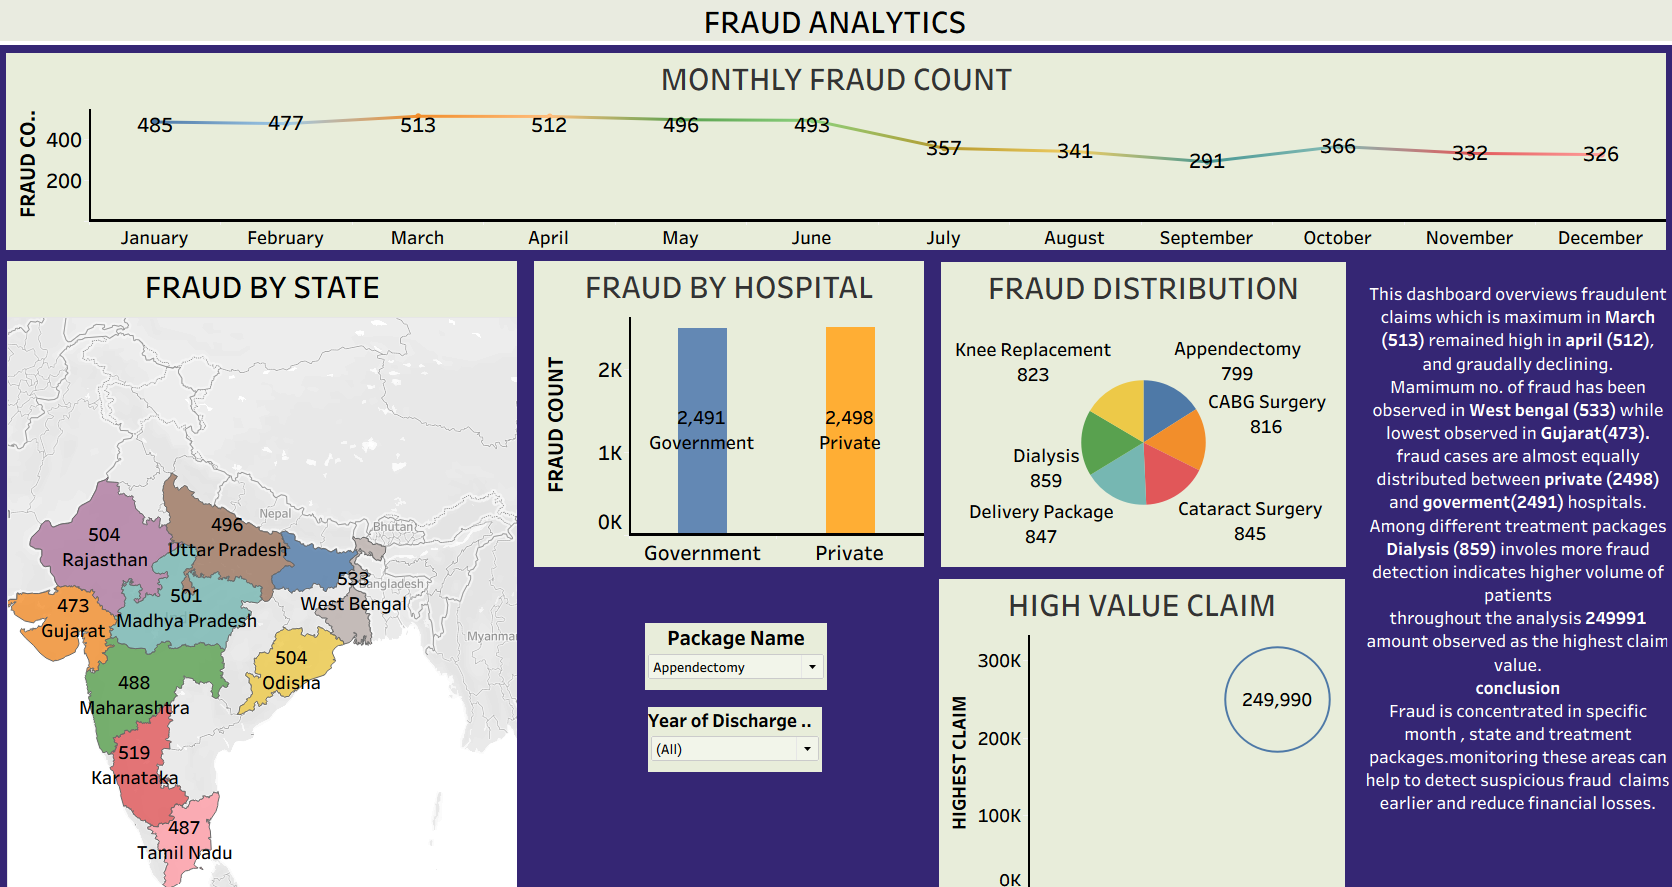 FRAUD ANALYTICS
MONTHLY FRAUD COUNT
FRAUD CO..
400
200
485
477
513
512
496
493
357
341
291
366
332
326
January
February
March
April
May
June
July
August
September
October
November
December
FRAUD BY STATE
504
Rajasthan
496
Uttar Pradesh
Nepal
Bhutan
533
West Bengal
Bangladesh
501
Madhya Pradesh
473
Gujarat
Myanmar
504
Odisha
488
Maharashtra
519
Karnataka
487
Tamil Nadu
FRAUD BY HOSPITAL
FRAUD COUNT
2K
1K
0K
2,491
Government
2,498
Private
Government
Private
Package Name
Appendectomy
Year of Discharge ..
(All)
FRAUD DISTRIBUTION
Knee Replacement
823
Appendectomy
799
CABG Surgery
816
Dialysis
859
Delivery Package
847
Cataract Surgery
845
HIGH VALUE CLAIM
HIGHEST CLAIM
300K
200K
100K
0K
249,990
This dashboard overviews fraudulent
claims which is maximum in March
(513) remained high in april (512),
and graudally declining.
Mamimum no. of fraud has been
observed in West bengal (533) while
lowest observed in Gujarat(473).
fraud cases are almost equally
distributed between private (2498)
and goverment(2491) hospitals.
Among different treatment packages
Dialysis (859) involes more fraud
detection indicates higher volume of
patients
throughout the analysis 249991
amount observed as the highest claim
value.
conclusion
Fraud is concentrated in specific
month , state and treatment
packages.monitoring these areas can
help to detect suspicious fraud claims
earlier and reduce financial losses.